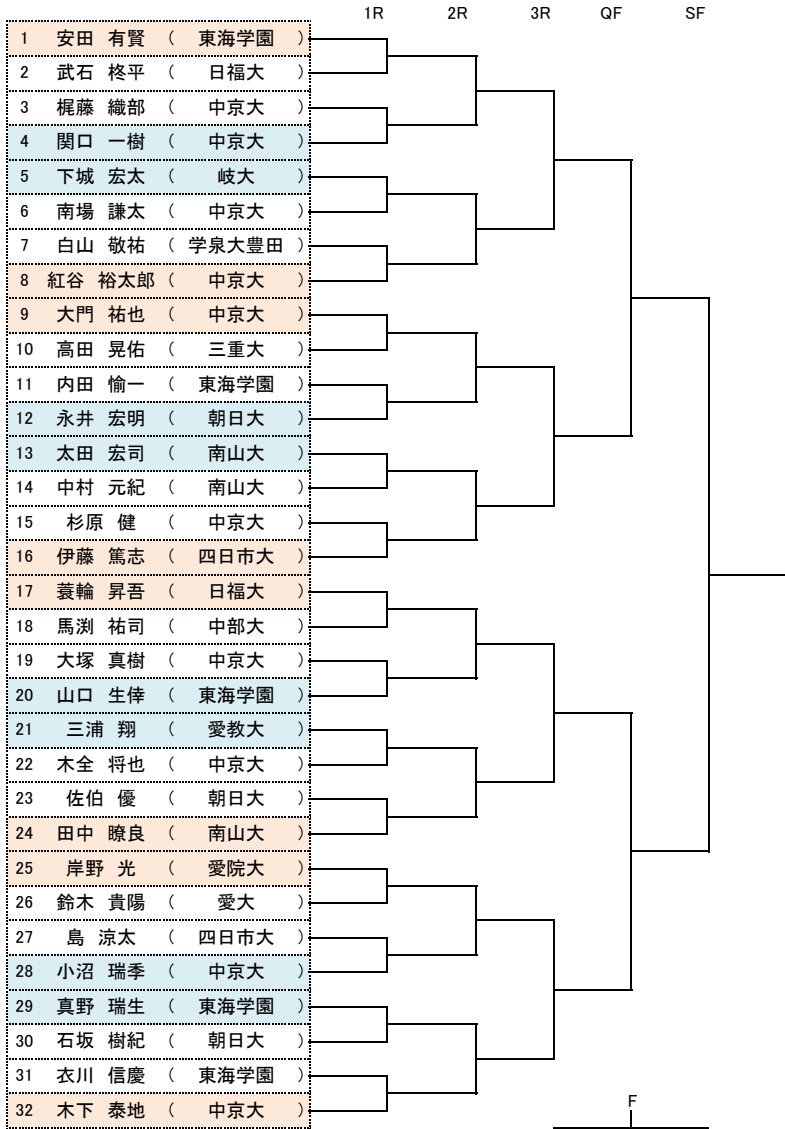 1R 2R 3R QF SF
1 安田 有賢 ( 東海学園 )
2 武石 柊平 ( 日福大 )
3 梶藤 織部 ( 中京大 )
4 関口 一樹 ( 中京大 )
5 下城 宏太 ( 岐大 )
6 南場 謙太 ( 中京大 )
7 白山 敬祐 ( 学泉大豊田 )
8 紅谷 裕太郎 ( 中京大 )
9 大門 祐也 ( 中京大 )
10 高田 晃佑 ( 三重大 )
11 内田 愉一 ( 東海学園 )
12 永井 宏明 ( 朝日大 )
13 太田 宏司 ( 南山大 )
14 中村 元紀 ( 南山大 )
15 杉原 健 ( 中京大 )
16 伊藤 篤志 ( 四日市大 )
17 蓑輪 昇吾 ( 日福大 )
18 馬渕 祐司 ( 中部大 )
19 大塚 真樹 ( 中京大 )
20 山口 生倖 ( 東海学園 )
21 三浦 翔 ( 愛教大 )
22 木全 将也 ( 中京大 )
23 佐伯 優 ( 朝日大 )
24 田中 瞭良 ( 南山大 )
25 岸野 光 ( 愛院大 )
26 鈴木 貴陽 ( 愛大 )
27 島 涼太 ( 四日市大 )
28 小沼 瑞季 ( 中京大 )
29 真野 瑞生 ( 東海学園 )
30 石坂 樹紀 ( 朝日大 )
31 衣川 信慶 ( 東海学園 )
32 木下 泰地 ( 中京大 )
F